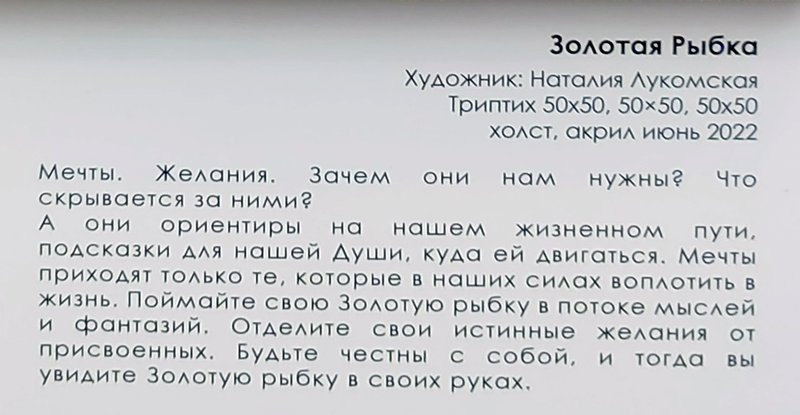 Золотая Рыбка
Художник: Наталия Лукомская
Триптих 50x50, 50×50, 50x50
холст, акрил июнь 2022
Мечты. Желания. Зачем они нам нужны? Что
скрывается за ними?
А они ориентиры на нашем жизненном пути,
подсказки для нашей Души, куда ей двигаться. Мечты
приходят только те, которые в наших силах воплотить в
жизнь. Поймайте свою Золотую рыбку в потоке мыслей
и фантазий. Отделите свои истинные желания от
присвоенных. Будьте честны с собой, и тогда вы
увидите Золотую рыбку в своих руках.